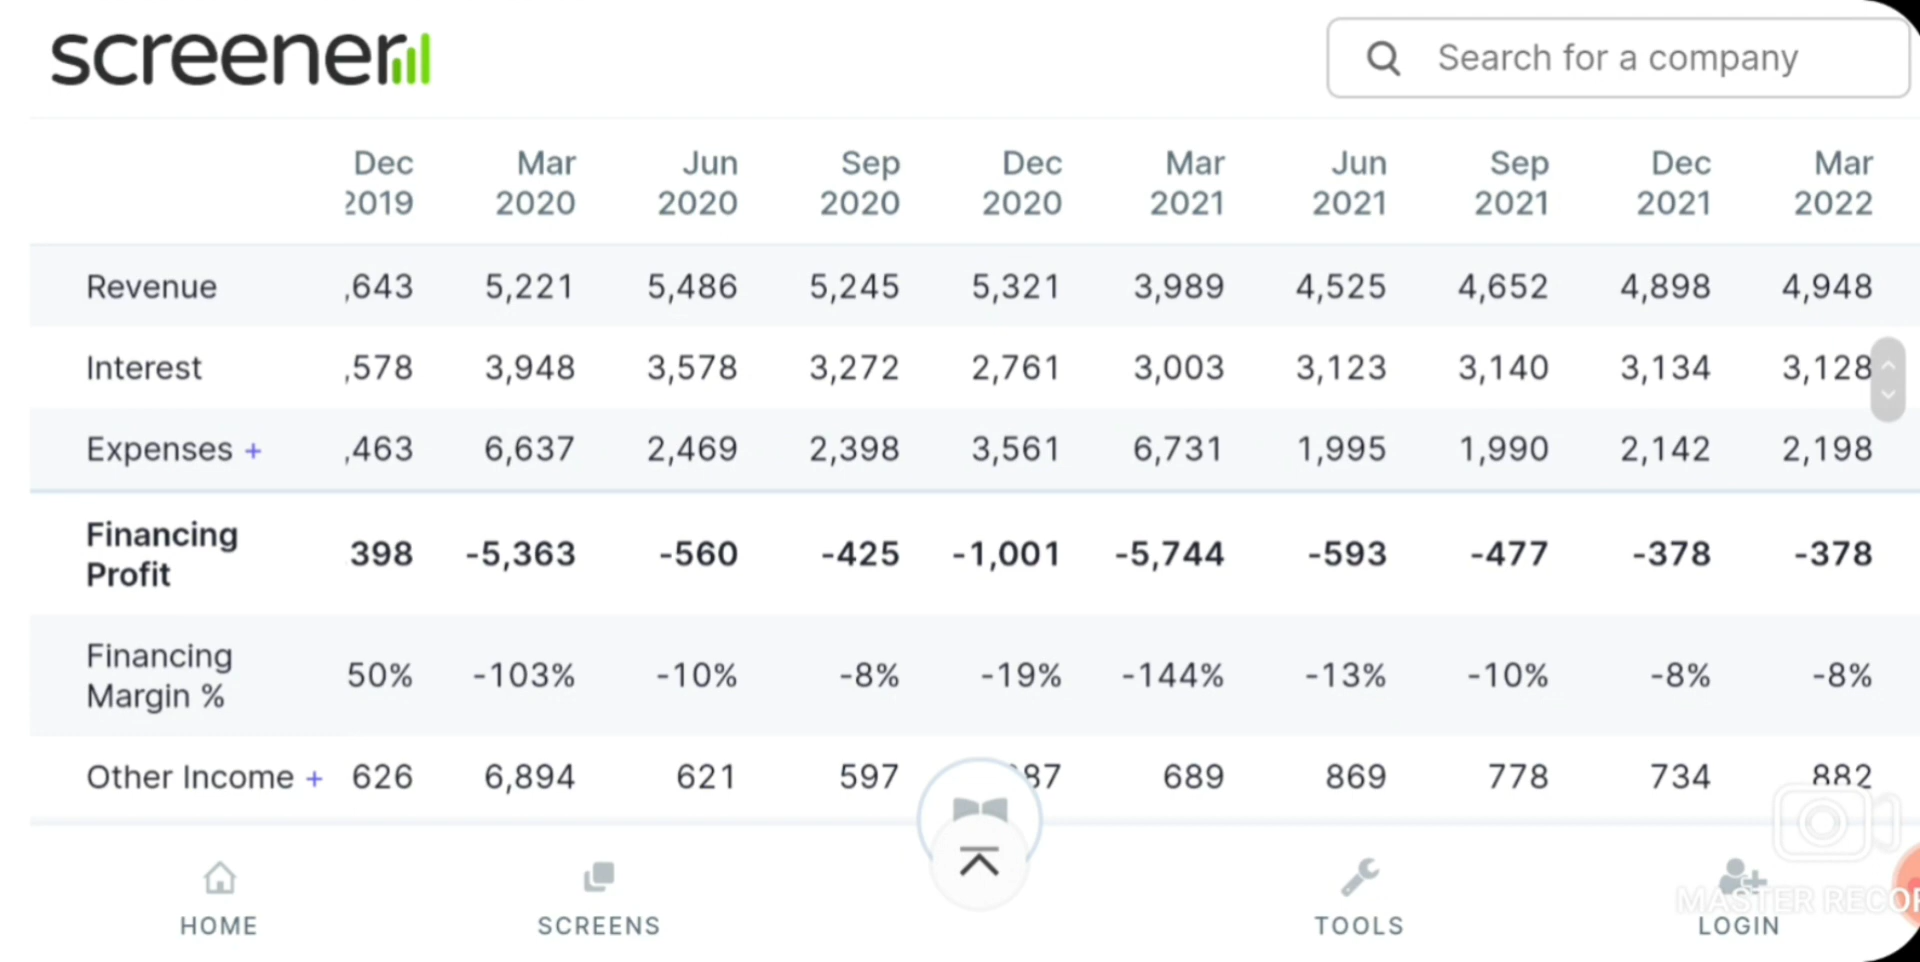 screener
Search for a company
Dec Mar Jun Sep Dec Mar Jun Sep Dec Mar
2019 2020 2020 2020 2020 2021 2021 2021 2021 2022
Revenue ,643 5,221 5,486 5,245 5,321 3,989 4,525 4,652 4,898 4,948
Interest ,578 3,948 3,578 3,272 2,761 3,003 3,123 3,140 3,134 3,128
Expenses + ,463 6,637 2,469 2,398 3,561 6,731 1,995 1,990 2,142 2,198
Financing
Profit 398 -5,363 -560 -425 -1,001 -5,744 -593 -477 -378 -378
Financing
Margin % 50% -103% -10% -8% -19% -144% -13% -10% -8% -8%
Other Income + 626 6,894 621 597 87 689 869 778 734 882
MASTER RECOR
HOME SCREENS TOOLS LOGIN